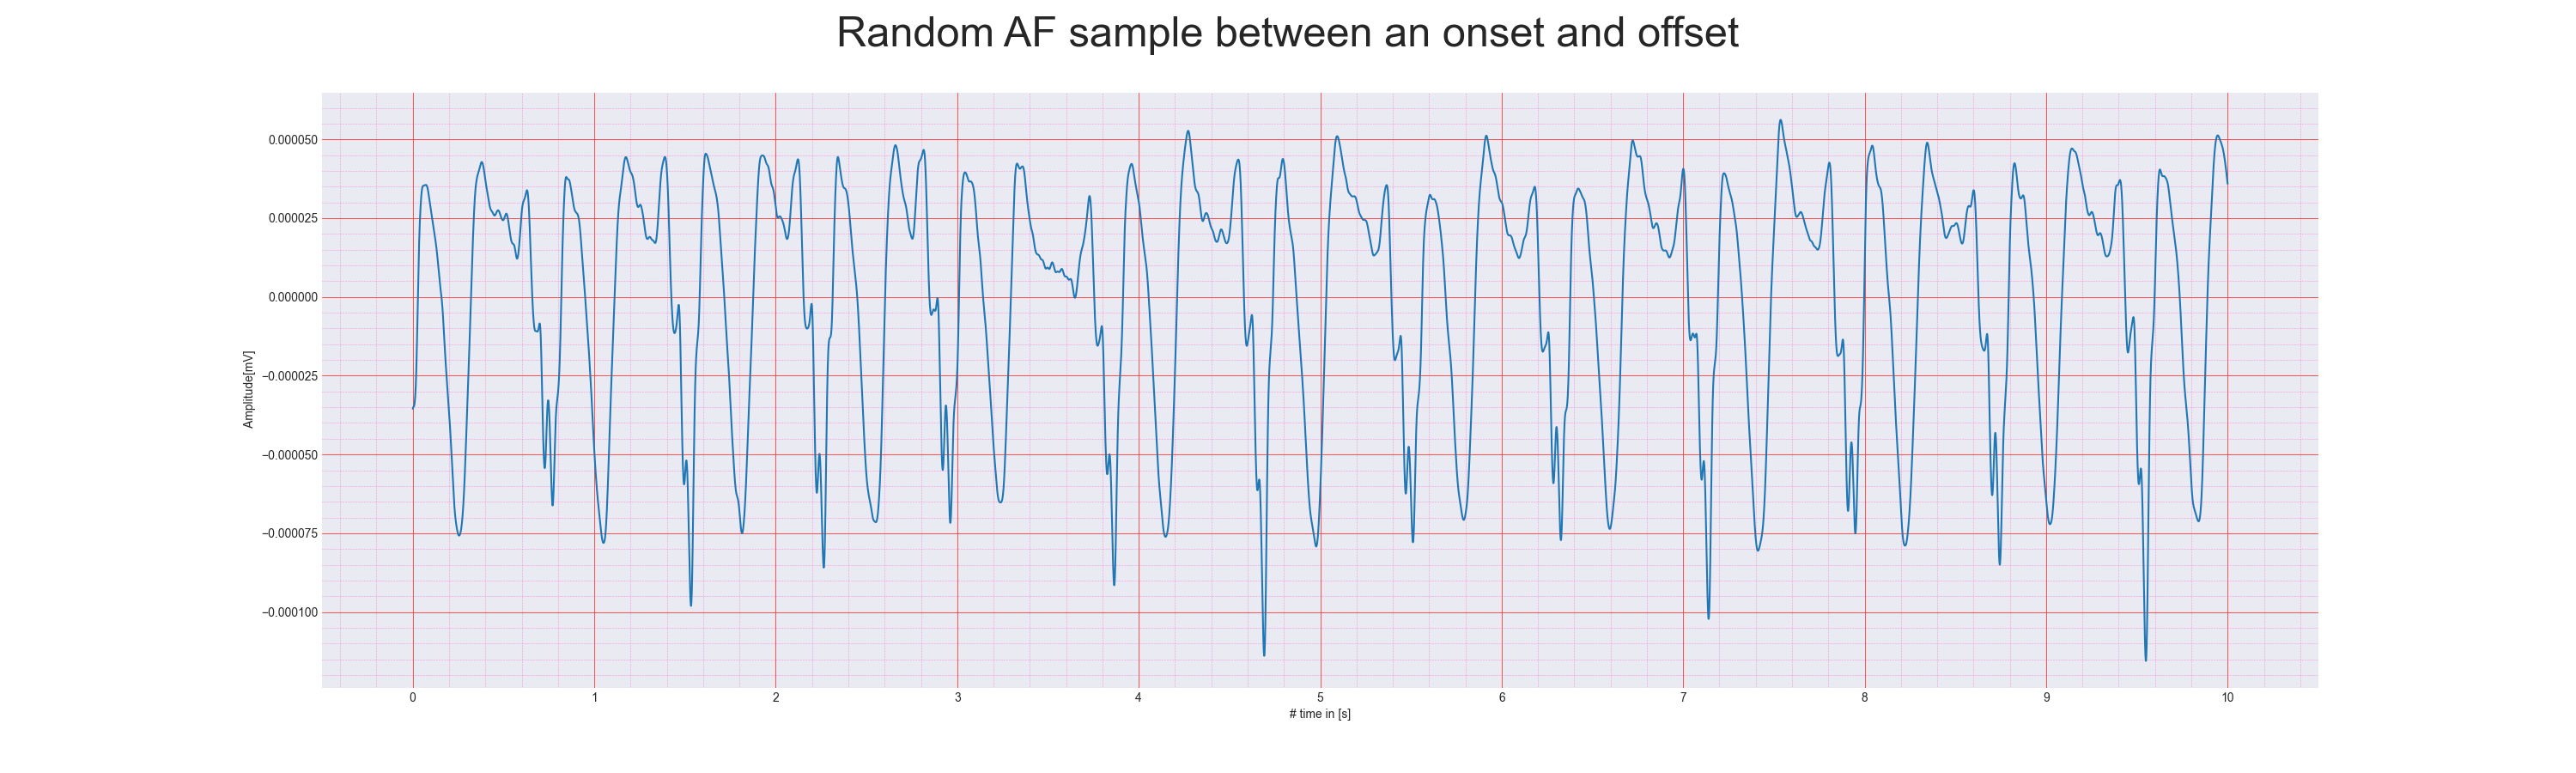 Random AF sample between an onset and offset
0.000050
0.000025
0.000000
−0.000025
−0.000050
−0.000075
−0.000100
Amplitude[mV]
0 1 2 3 4 5 6 7 8 9 10
# time in [s]